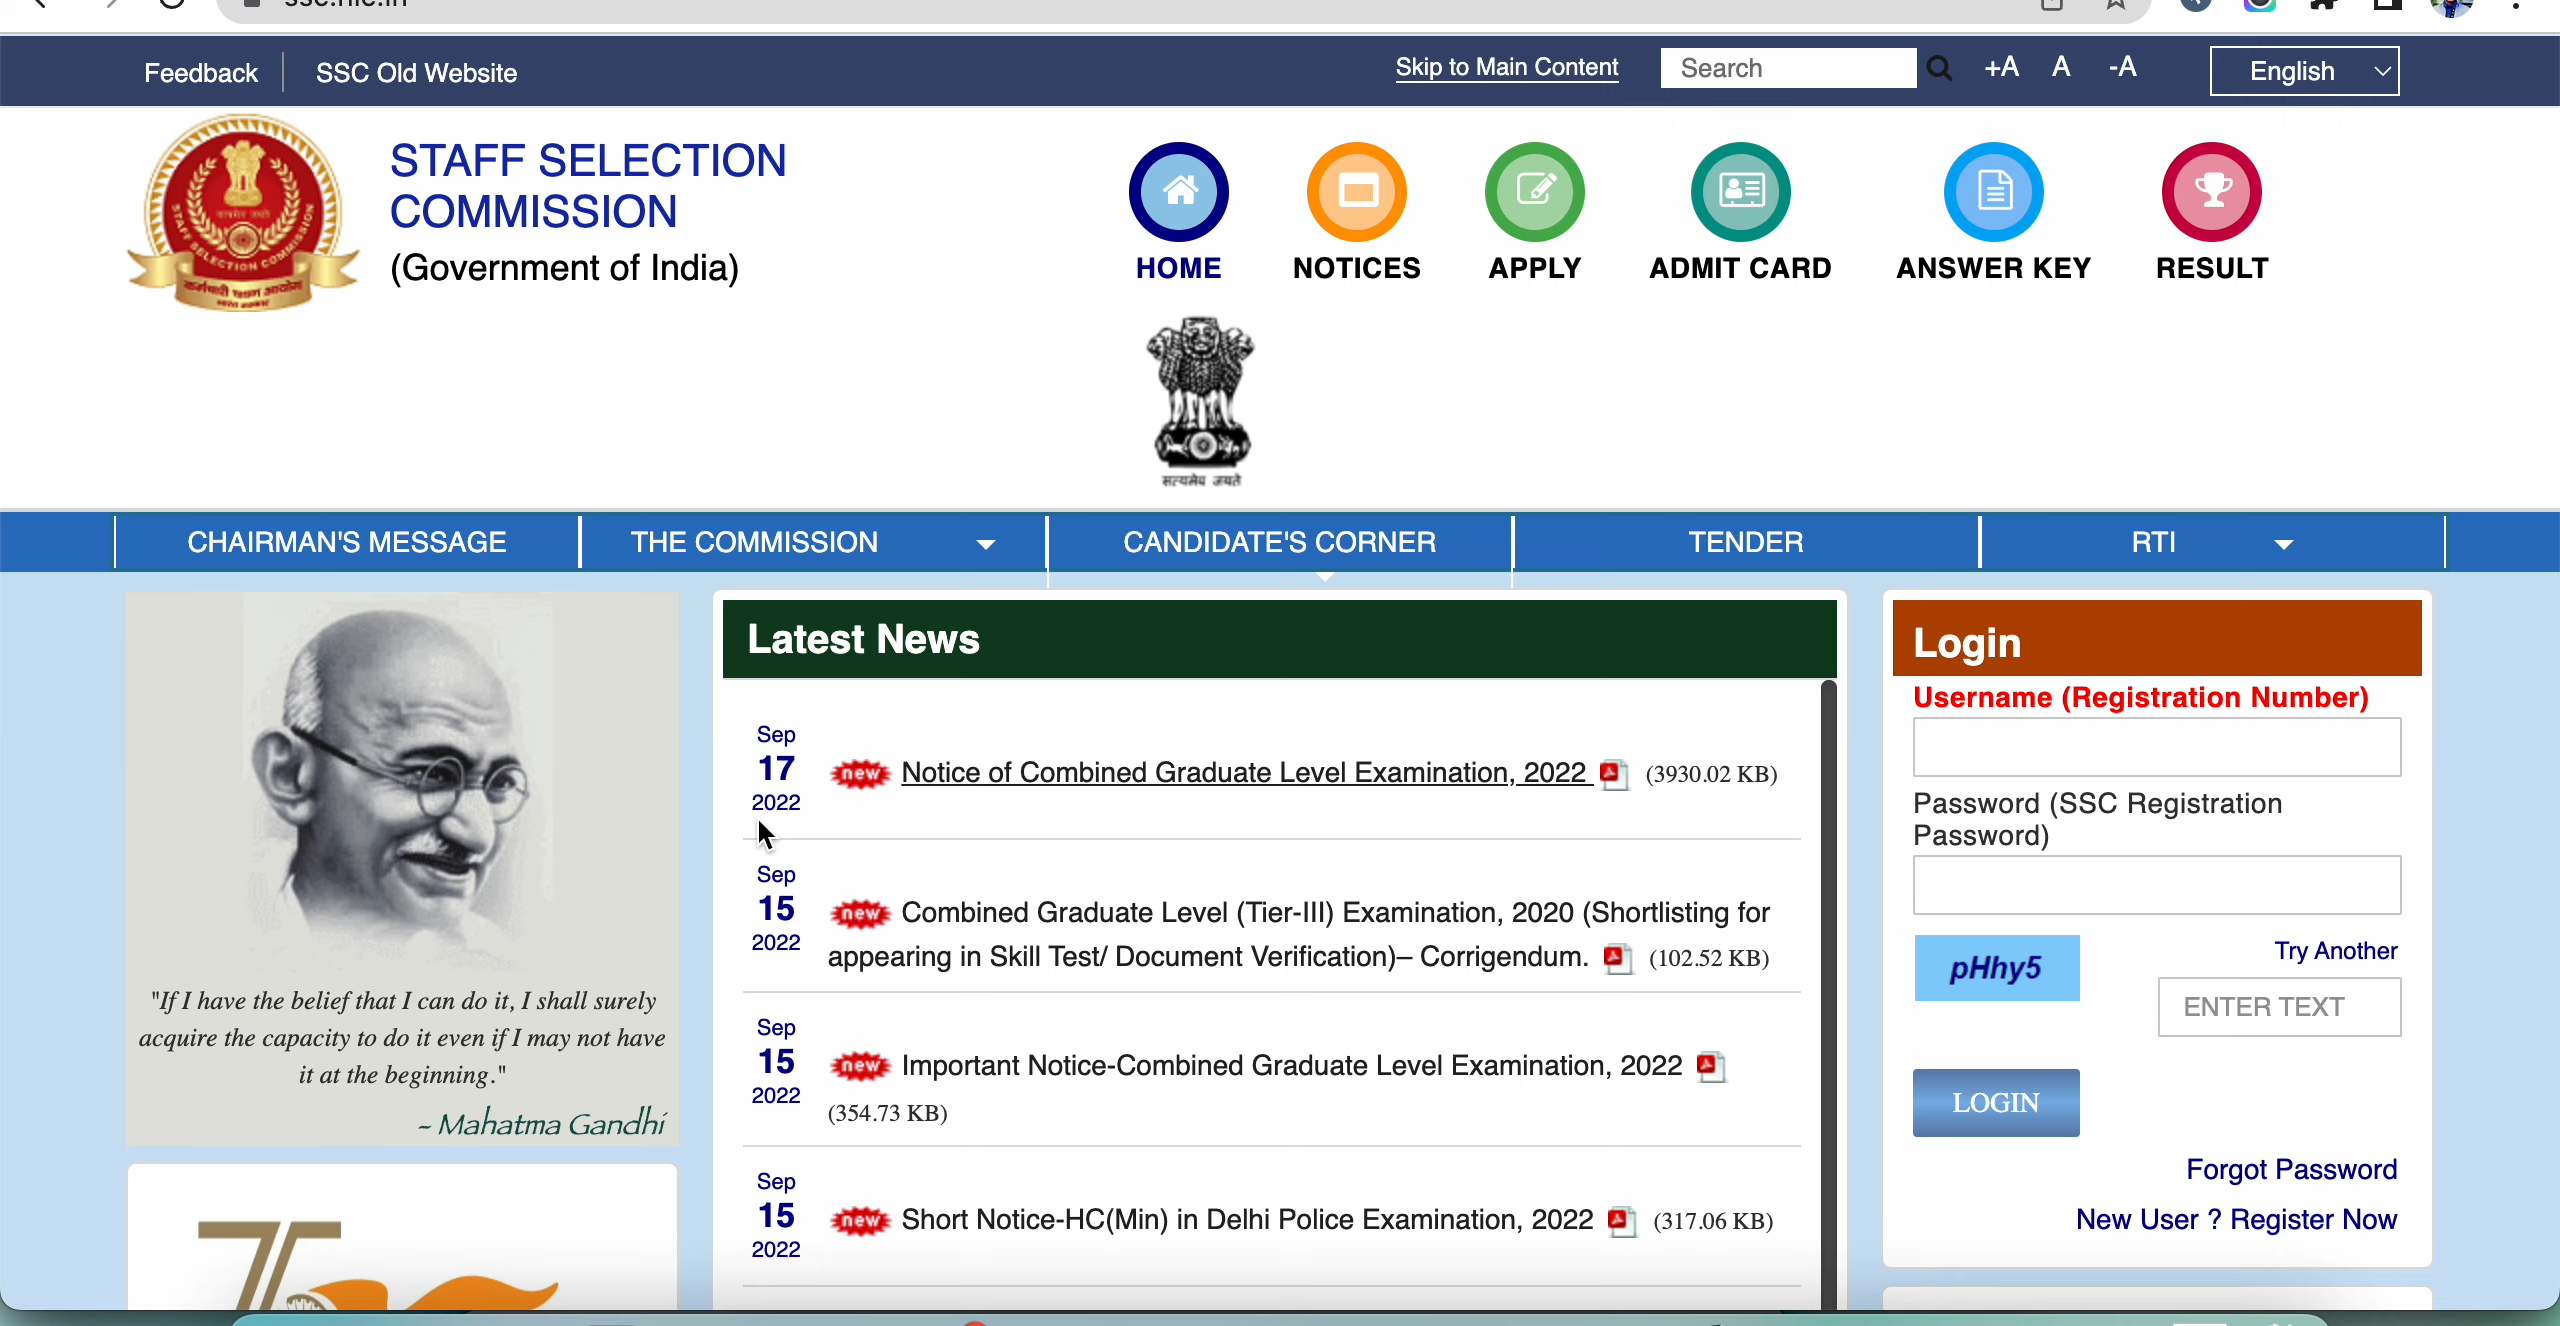 Feedback
SSC Old Website
Skip to Main Content
Search
+A A -A
English
STAFF SELECTION
COMMISSION
(Government of India)
STAFF SELECTION COMMISSION
HOME
NOTICES
APPLY
ADMIT CARD
ANSWER KEY
RESULT
सत्यमेव जयते
CHAIRMAN'S MESSAGE
THE COMMISSION
CANDIDATE'S CORNER
TENDER
RTI
"If I have the belief that I can do it, I shall surely
acquire the capacity to do it even if I may not have
it at the beginning."
- Mahatma Gandhi
75
Latest News
Sep
17
2022
new Notice of Combined Graduate Level Examination, 2022 (3930.02 KB)
Sep
15
2022
new Combined Graduate Level (Tier-III) Examination, 2020 (Shortlisting for
appearing in Skill Test/ Document Verification)– Corrigendum. (102.52 KB)
Sep
15
2022
new Important Notice-Combined Graduate Level Examination, 2022
(354.73 KB)
Sep
15
2022
new Short Notice-HC(Min) in Delhi Police Examination, 2022 (317.06 KB)
Login
Username (Registration Number)
Password (SSC Registration
Password)
pHhy5
Try Another
ENTER TEXT
LOGIN
Forgot Password
New User ? Register Now